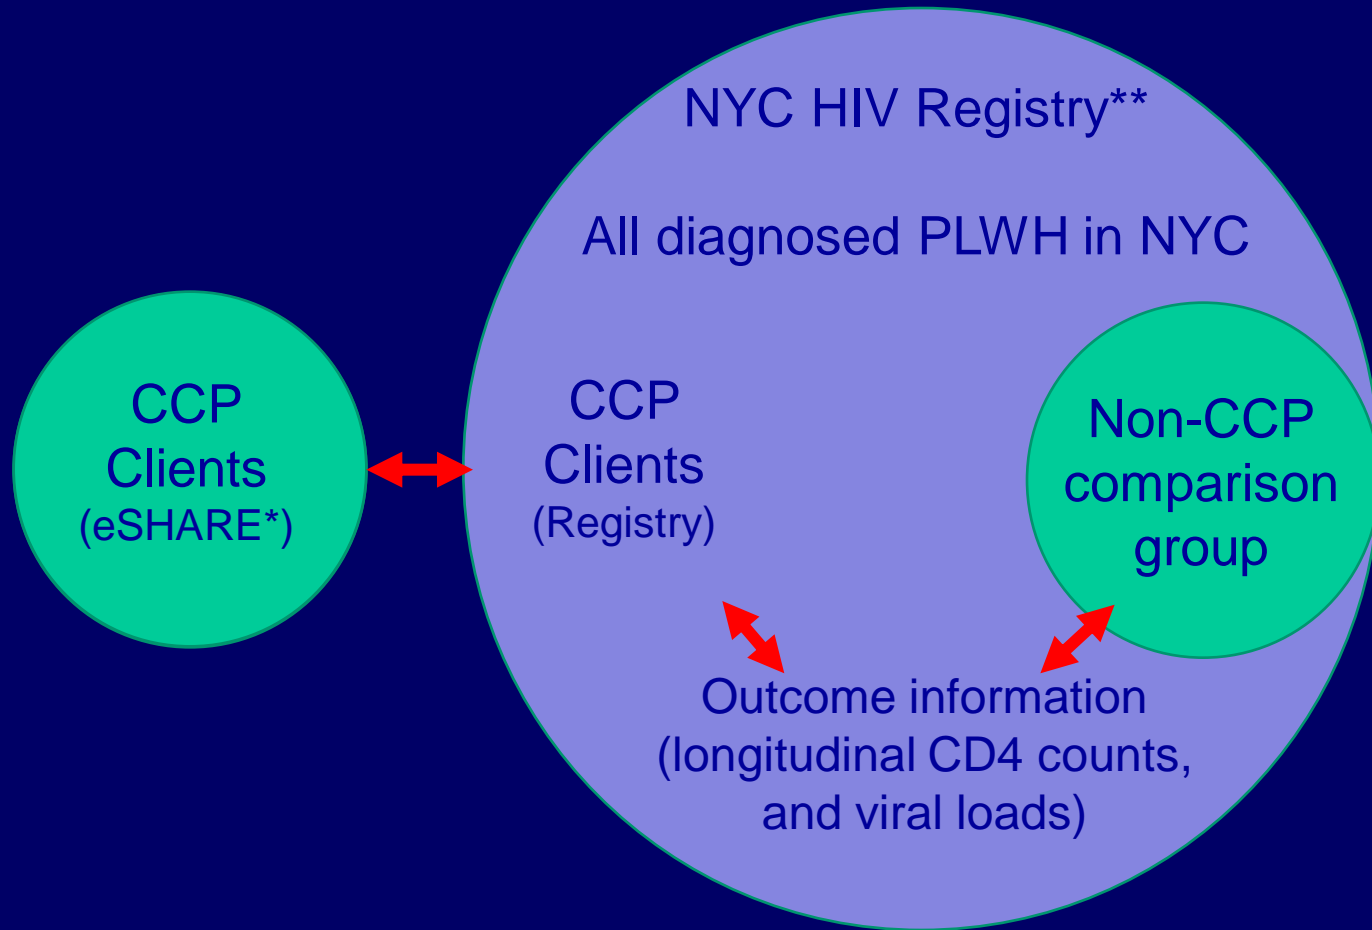 NYC HIV Registry**
All diagnosed PLWH in NYC
CCP
Clients
(eSHARE*)
CCP
Clients
(Registry)
Non-CCP
comparison
group
Outcome information
(longitudinal CD4 counts,
and viral loads)